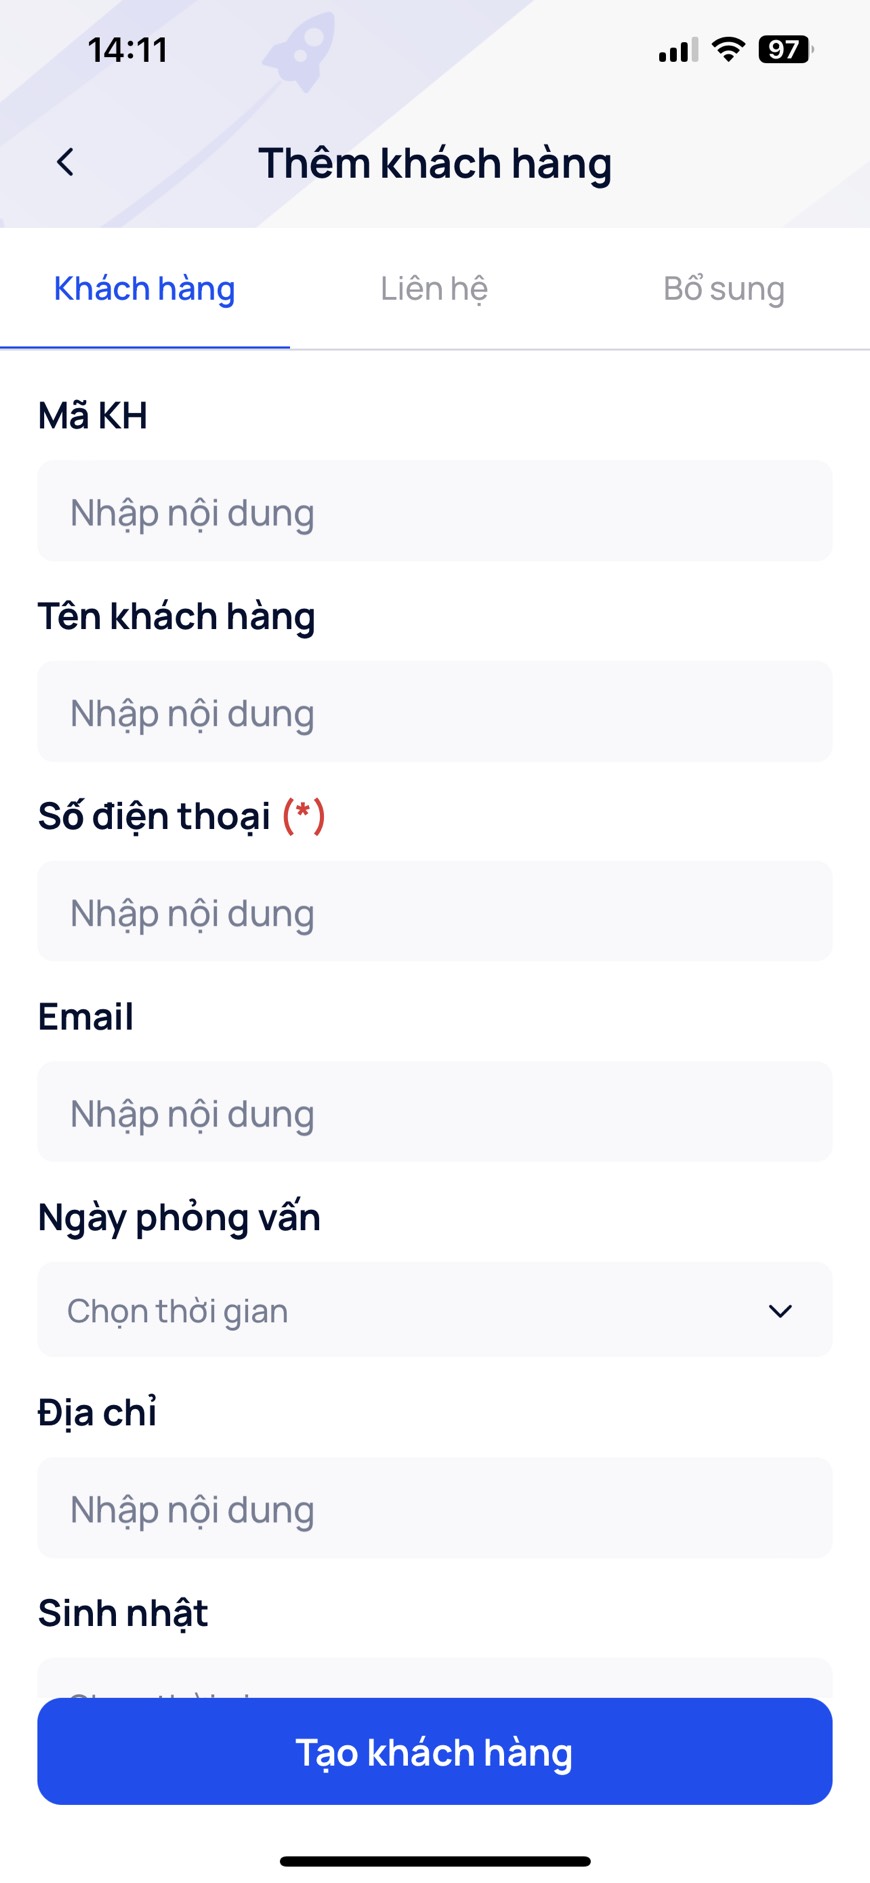 14:11
97
Thêm khách hàng
Khách hàng Liên hệ Bổ sung
Mã KH
Nhập nội dung
Tên khách hàng
Nhập nội dung
Số điện thoại (*)
Nhập nội dung
Email
Nhập nội dung
Ngày phỏng vấn
Chọn thời gian
Địa chỉ
Nhập nội dung
Sinh nhật
Tạo khách hàng